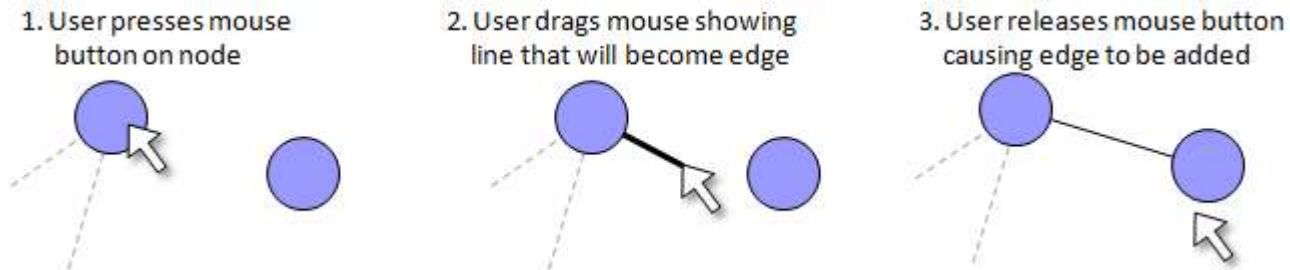 1. User presses mouse
button on node
2. User drags mouse showing
line that will become edge
3. User releases mouse button
causing edge to be added